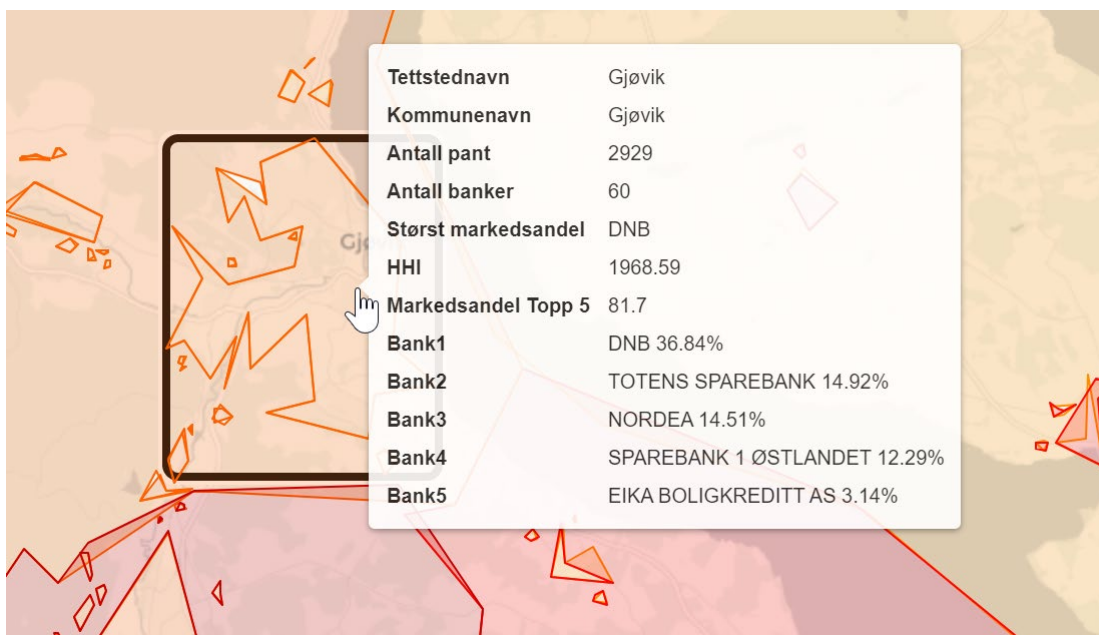 Tettstednavn Gjøvik
Kommunenavn Gjøvik
Antall pant 2929
Antall banker 60
Størst markedsandel DNB
HHI 1968.59
Markedsandel Topp 5 81.7
Bank1 DNB 36.84%
Bank2 TOTENS SPAREBANK 14.92%
Bank3 NORDEA 14.51%
Bank4 SPAREBANK 1 ØSTLANDET 12.29%
Bank5 EIKA BOLIGKREDITT AS 3.14%